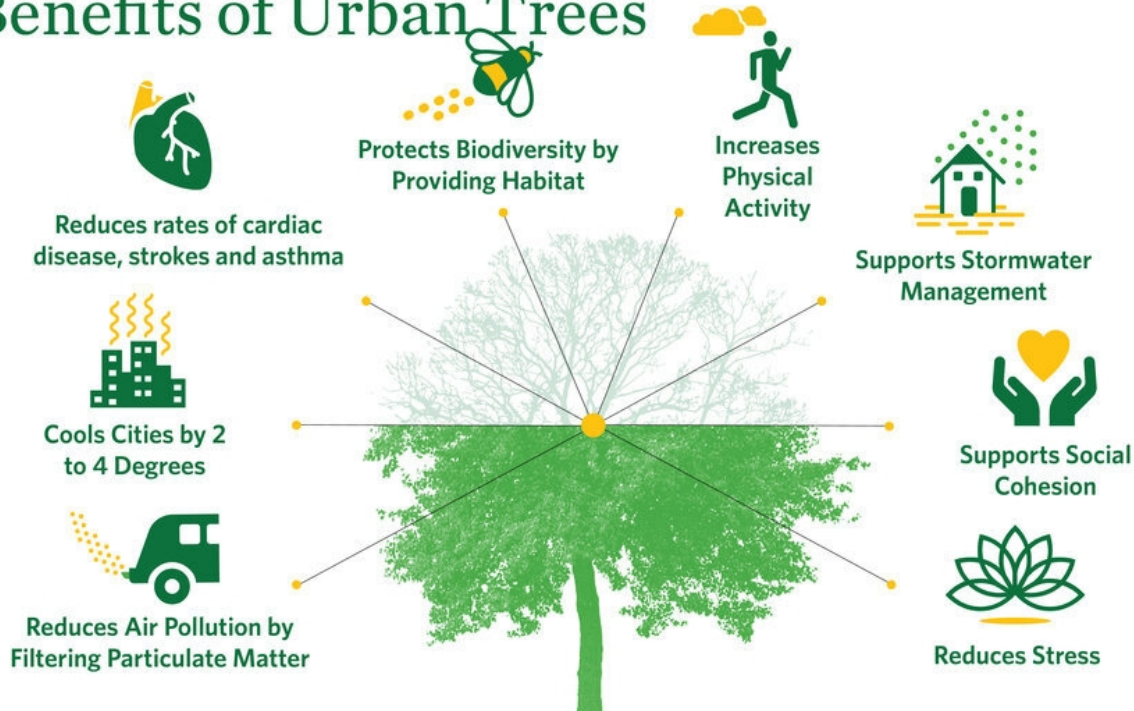 Benefits of Urban Trees
Protects Biodiversity by
Providing Habitat
Increases
Physical
Activity
Reduces rates of cardiac
disease, strokes and asthma
Supports Stormwater
Management
Cools Cities by 2
to 4 Degrees
Supports Social
Cohesion
Reduces Air Pollution by
Filtering Particulate Matter
Reduces Stress